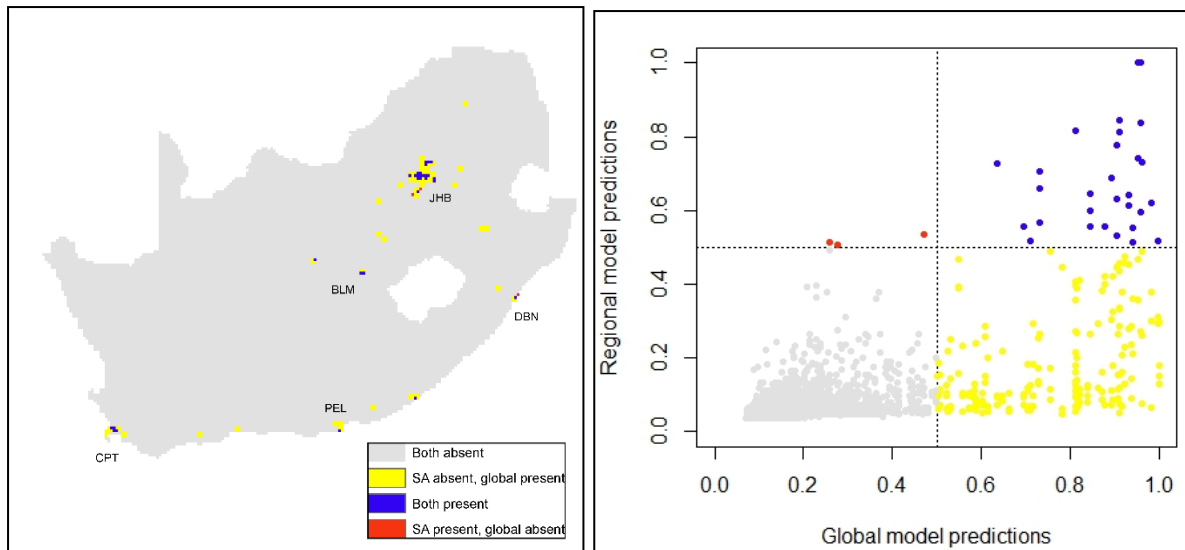 JHB
BLM
DBN
PEL
CPT
Both absent
SA absent, global present
Both present
SA present, global absent
Regional model predictions
1.0
0.8
0.6
0.4
0.2
0.0
0.0 0.2 0.4 0.6 0.8 1.0
Global model predictions